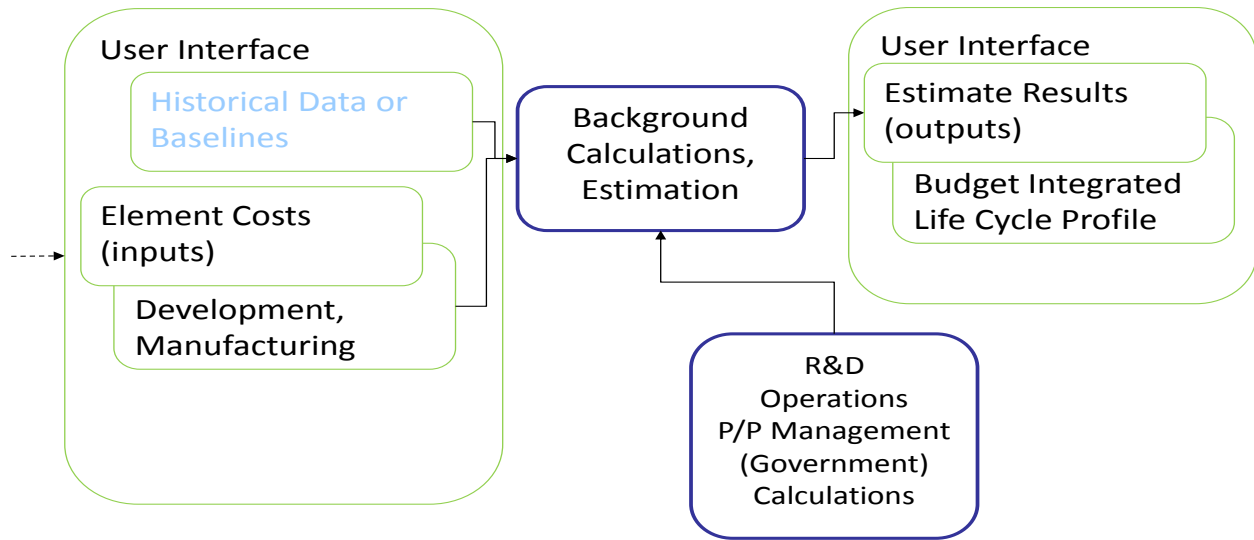 User Interface
Historical Data or
Baselines
Element Costs
(inputs)
Development,
Manufacturing
Background
Calculations,
Estimation
R&D
Operations
P/P Management
(Government)
Calculations
User Interface
Estimate Results
(outputs)
Budget Integrated
Life Cycle Profile